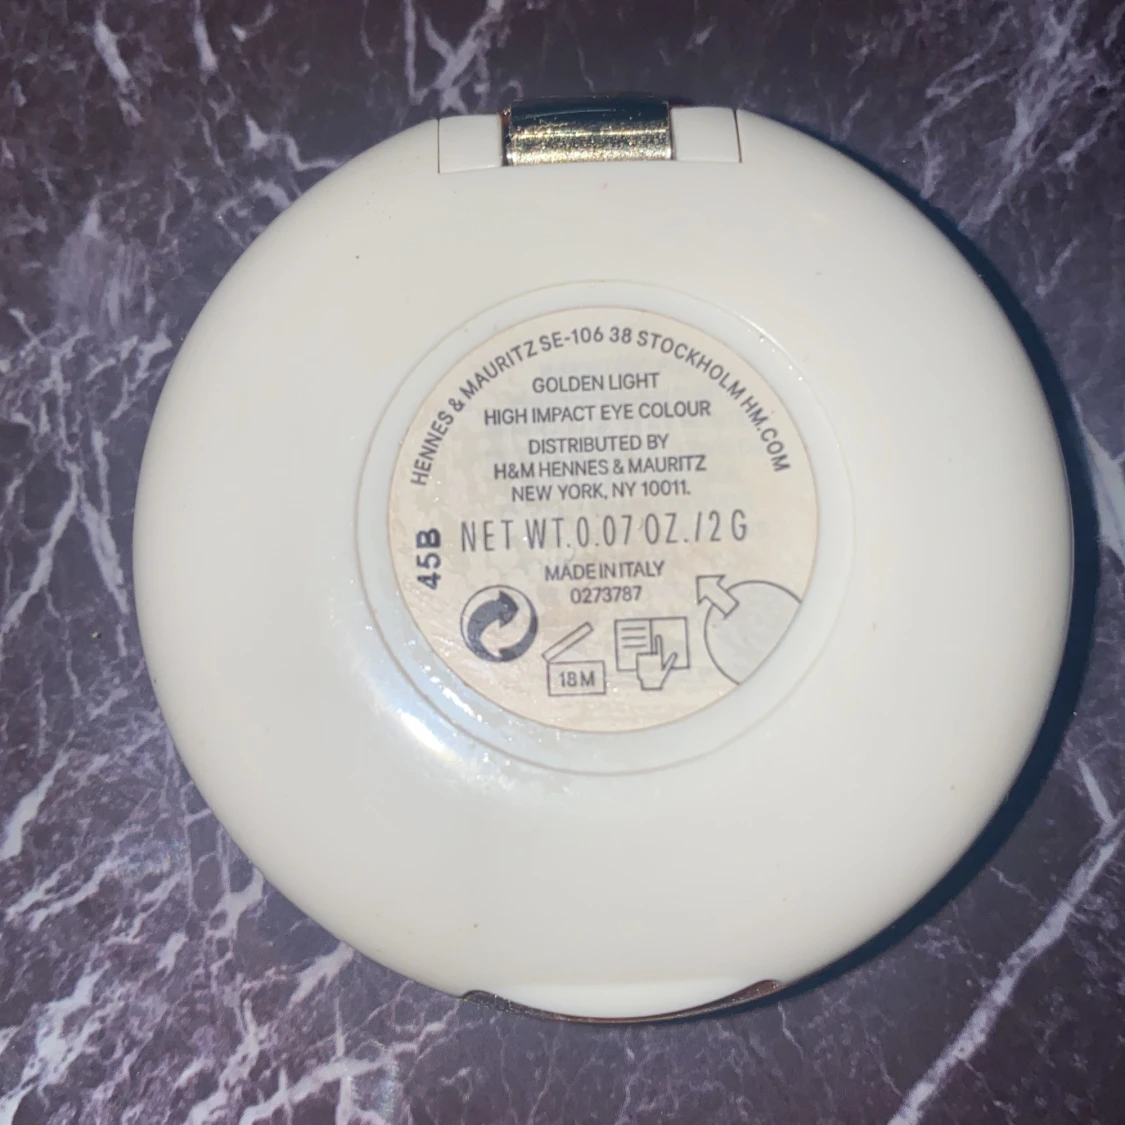 HENNES & MAURITZ SE-106 38 STOCKHOLM HM.COM
GOLDEN LIGHT
HIGH IMPACT EYE COLOUR
DISTRIBUTED BY
H&M HENNES & MAURITZ
NEW YORK, NY 10011.
NET WT.0.07 OZ./2 G
45B
MADE IN ITALY
0273787
18M